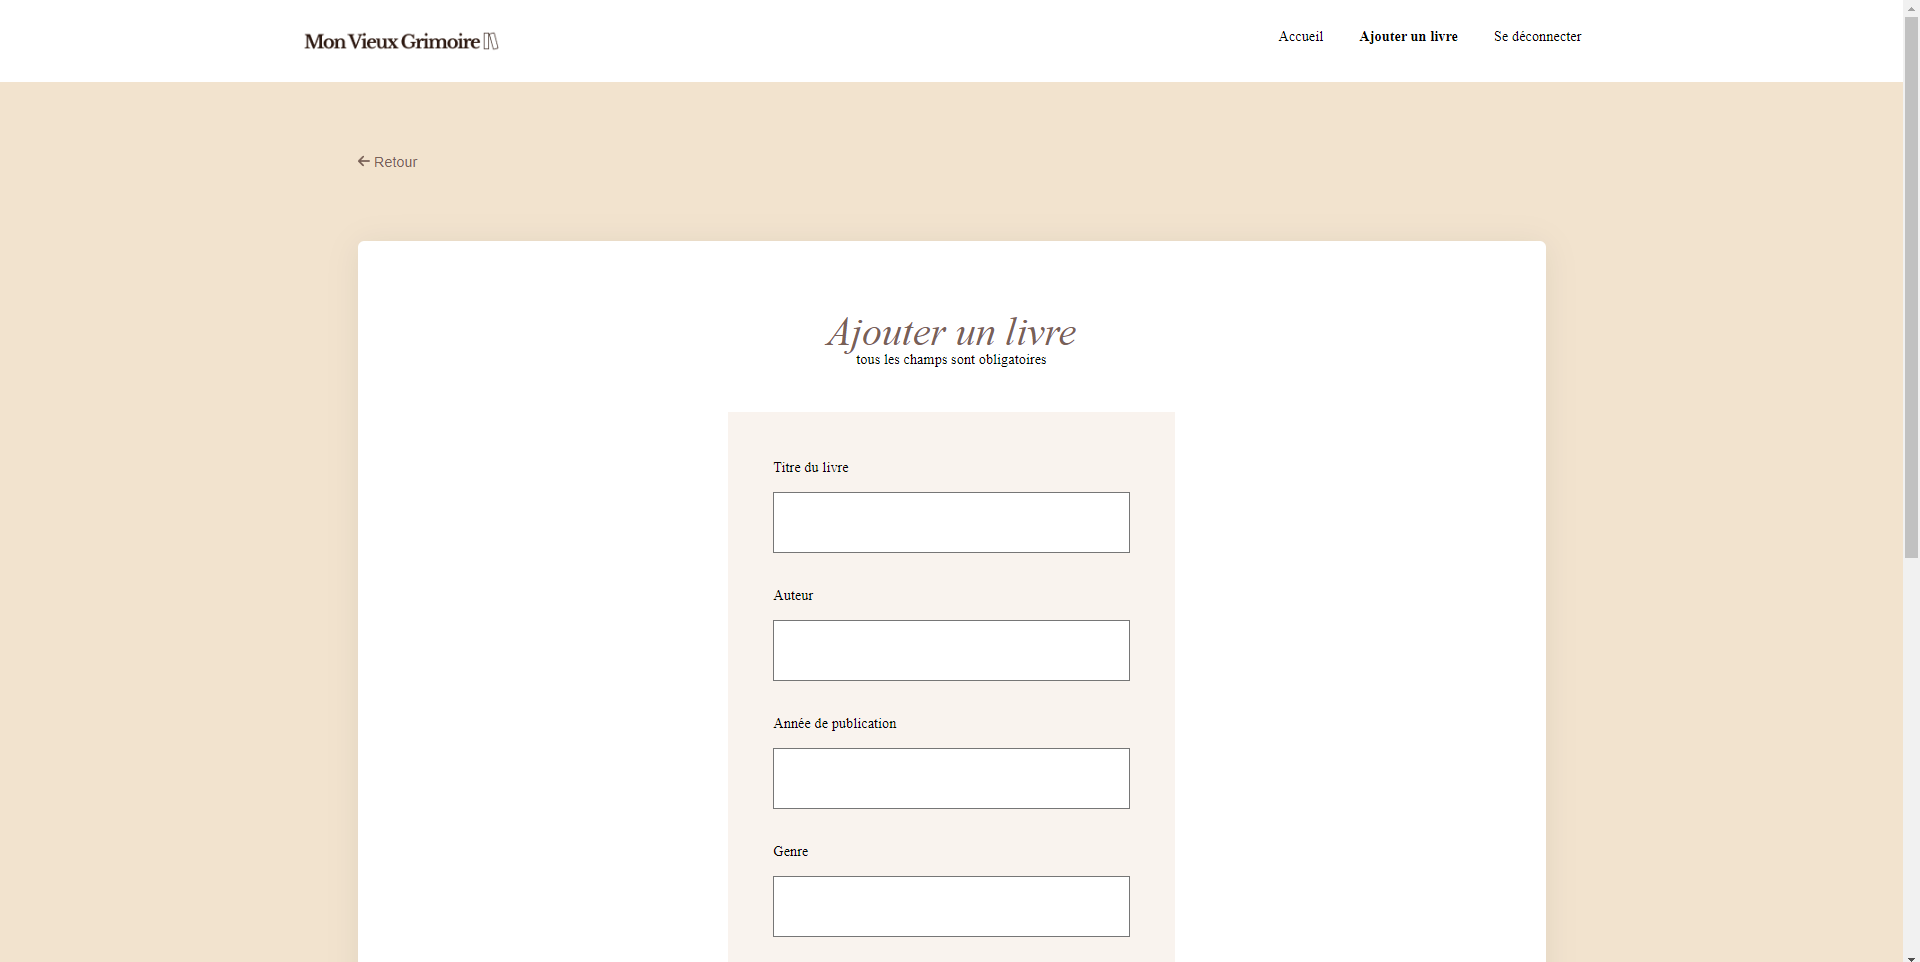 Mon Vieux Grimoire
Accueil
Ajouter un livre
Se déconnecter
Retour
Ajouter un livre
tous les champs sont obligatoires
Titre du livre
Auteur
Année de publication
Genre